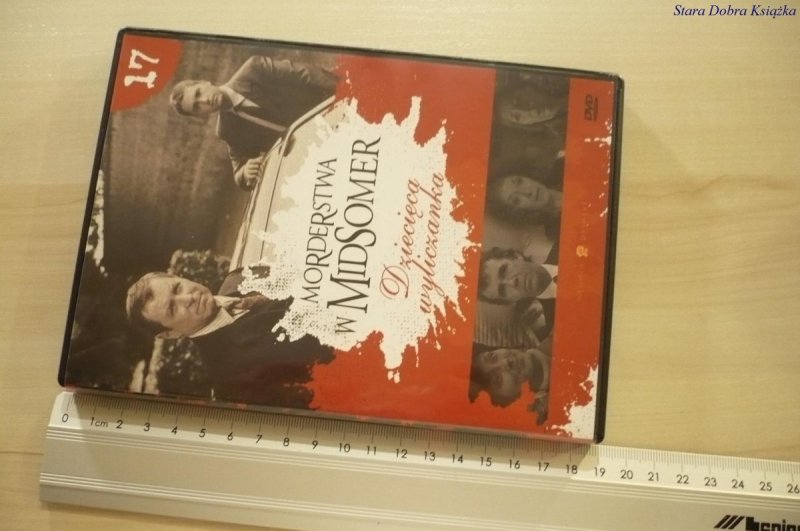 Stara Dobra Książka
17
MORDERSTWA
W MIDSOMER
Dziecięca
wyliczanka
DVD
0 1cm 2 3 4 5 6 7 8 9 10 11 12 13 14 15 16 17 18 19 20 21 22 23 24 25 26